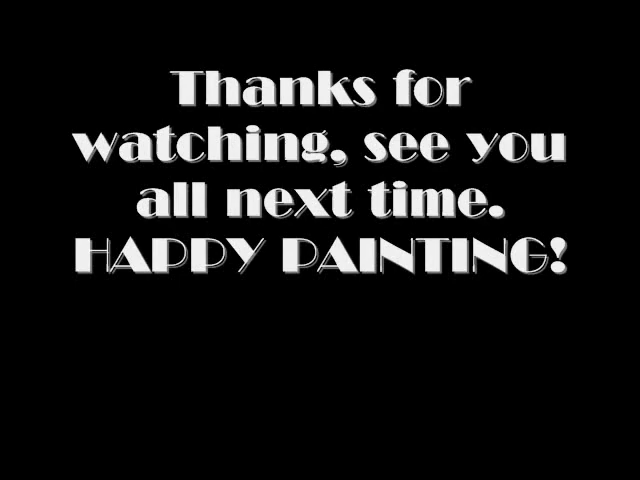 Thanks for
watching, see you
all next time.
HAPPY PAINTING!